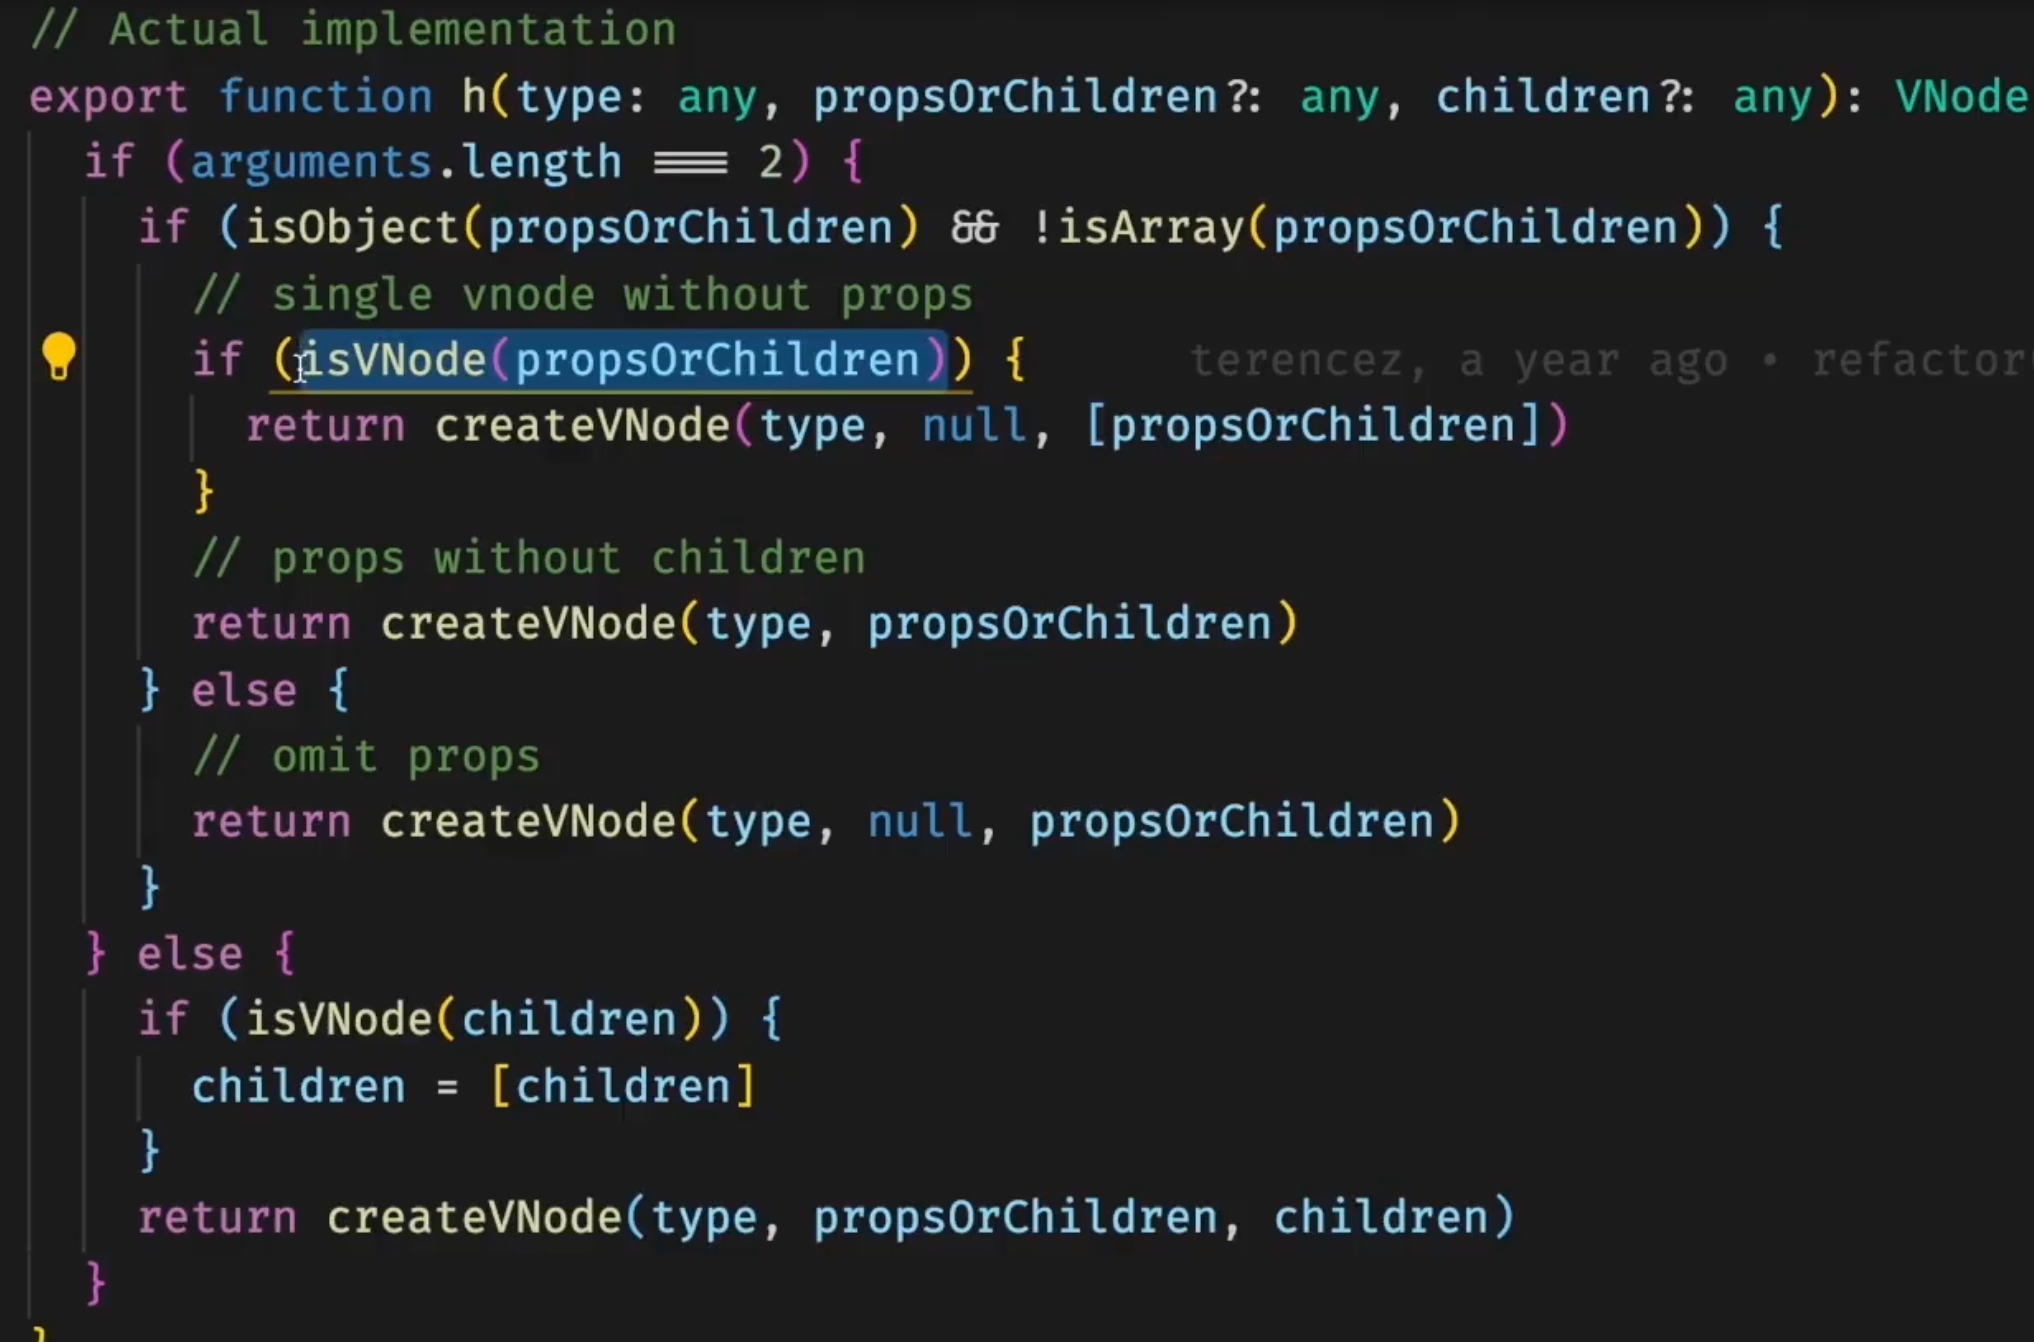 // Actual implementation
export function h(type: any, propsOrChildren?: any, children?: any): VNode
if (arguments.length === 2) {
if (isObject(propsOrChildren) && !isArray(propsOrChildren)) {
// single vnode without props
if (isVNode(propsOrChildren)) { terencez, a year ago • refactor
return createVNode(type, null, [propsOrChildren])
}
// props without children
return createVNode(type, propsOrChildren)
} else {
// omit props
return createVNode(type, null, propsOrChildren)
}
} else {
if (isVNode(children)) {
children = [children]
}
return createVNode(type, propsOrChildren, children)
}
}